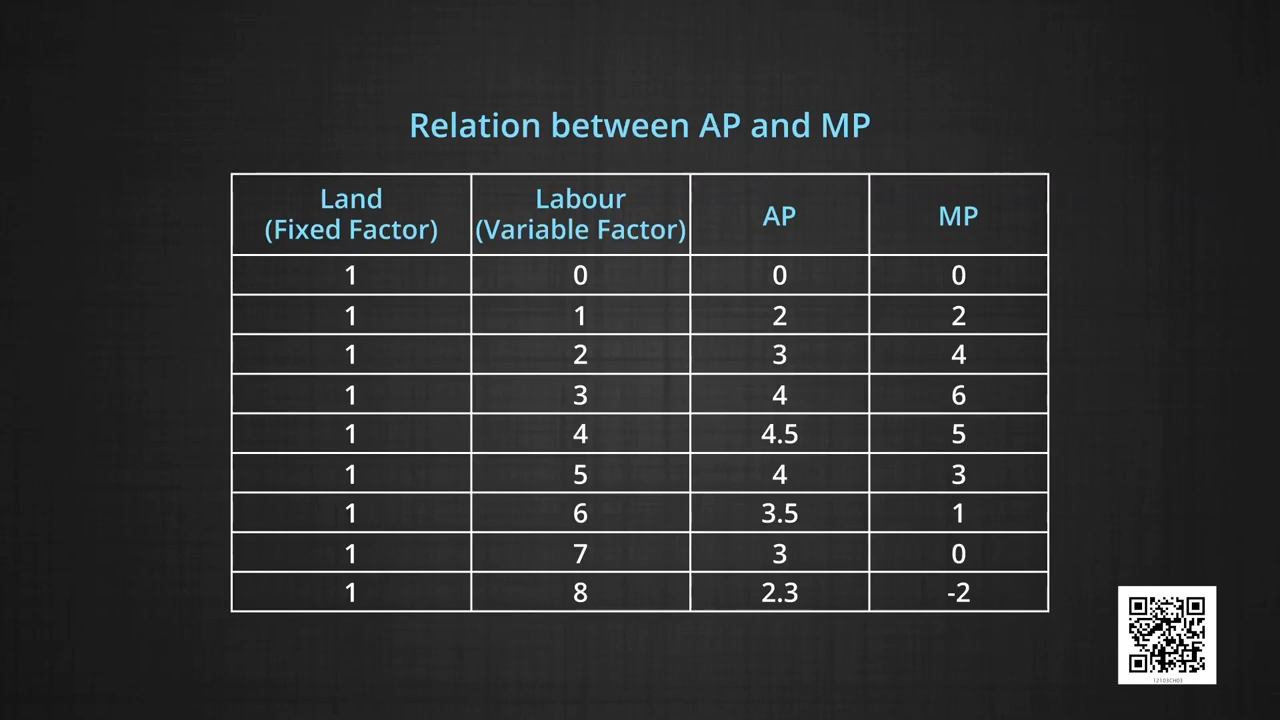 Relation between AP and MP
Land (Fixed Factor) Labour (Variable Factor) AP MP
1 0 0 0
1 1 2 2
1 2 3 4
1 3 4 6
1 4 4.5 5
1 5 4 3
1 6 3.5 1
1 7 3 0
1 8 2.3 -2
12103CH03